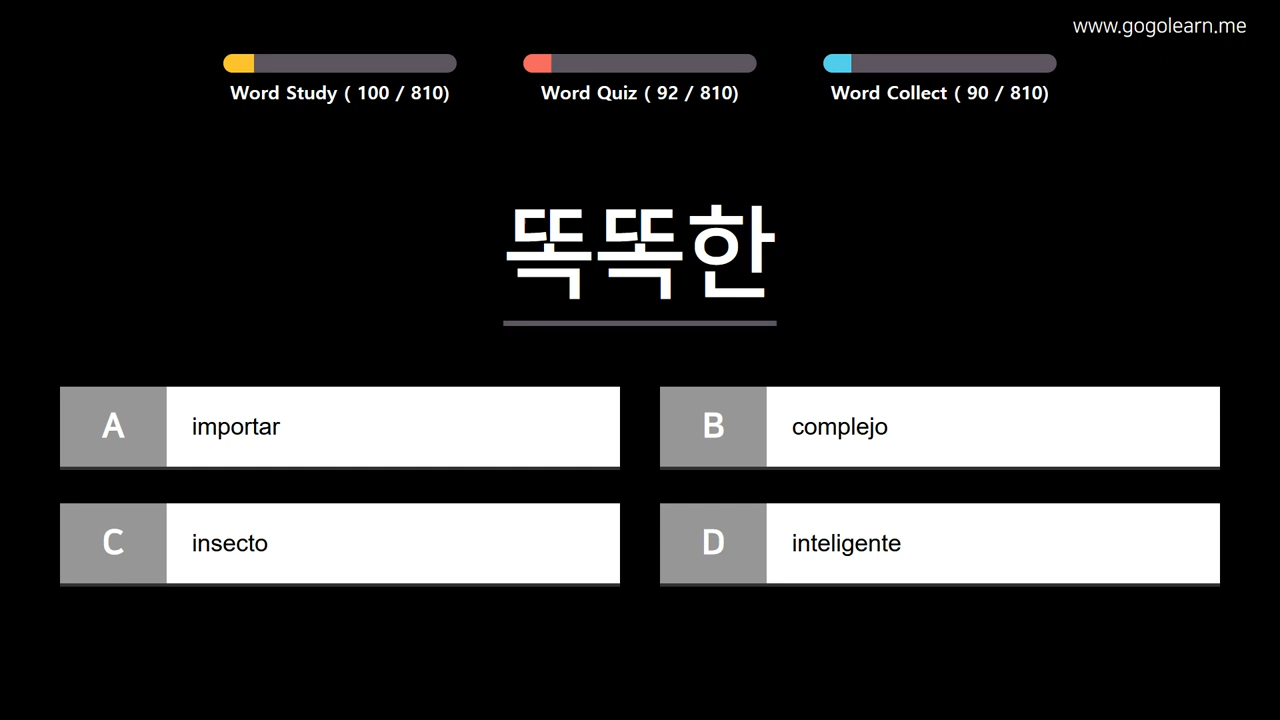 www.gogolearn.me
Word Study ( 100 / 810)
Word Quiz ( 92 / 810)
Word Collect ( 90 / 810)
똑똑한
A importar
B complejo
C insecto
D inteligente